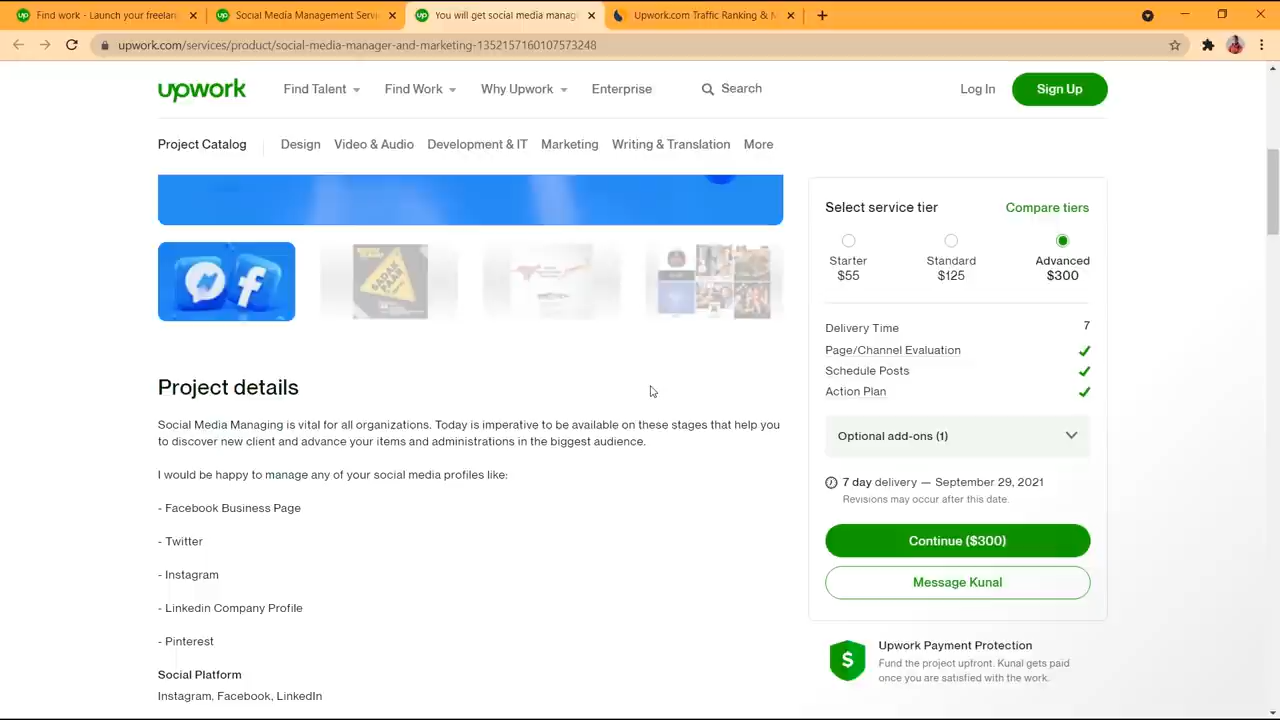 Find work - Launch your freelan
Social Media Management Servi
You will get social media manag
Upwork.com Traffic Ranking & M
upwork.com/services/product/social-media-manager-and-marketing-1352157160107573248
upwork
Find Talent
Find Work
Why Upwork
Enterprise
Search
Log In
Sign Up
Project Catalog
Design
Video & Audio
Development & IT
Marketing
Writing & Translation
More
Project details
Social Media Managing is vital for all organizations. Today is imperative to be available on these stages that help you
to discover new client and advance your items and administrations in the biggest audience.
I would be happy to manage any of your social media profiles like:
- Facebook Business Page
- Twitter
- Instagram
- Linkedin Company Profile
- Pinterest
Social Platform
Instagram, Facebook, LinkedIn
Select service tier
Compare tiers
Starter
$55
Standard
$125
Advanced
$300
Delivery Time 7
Page/Channel Evaluation
Schedule Posts
Action Plan
Optional add-ons (1)
7 day delivery — September 29, 2021
Revisions may occur after this date.
Continue ($300)
Message Kunal
Upwork Payment Protection
Fund the project upfront. Kunal gets paid
once you are satisfied with the work.